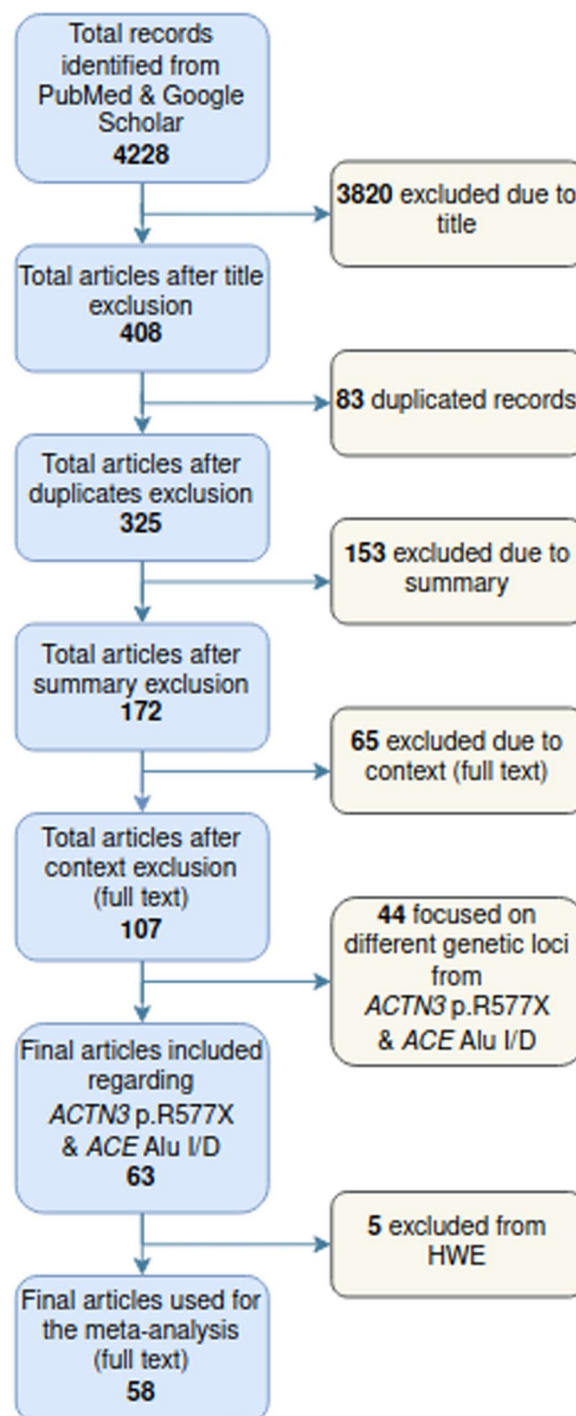 Total records
identified from
PubMed & Google
Scholar
4228
3820 excluded due to
title
Total articles after title
exclusion
408
83 duplicated records
Total articles after
duplicates exclusion
325
153 excluded due to
summary
Total articles after
summary exclusion
172
65 excluded due to
context (full text)
Total articles after
context exclusion
(full text)
107
44 focused on
different genetic loci
from
ACTN3 p.R577X
& ACE Alu I/D
Final articles included
regarding
ACTN3 p.R577X
& ACE Alu I/D
63
5 excluded from
HWE
Final articles used for
the meta-analysis
(full text)
58